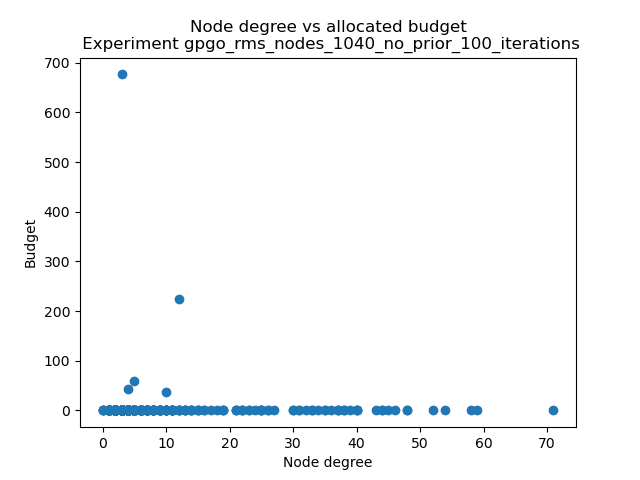 Node degree vs allocated budget
Experiment gpgo_rms_nodes_1040_no_prior_100_iterations
700
600
500
400
300
200
100
0
Budget
0 10 20 30 40 50 60 70
Node degree